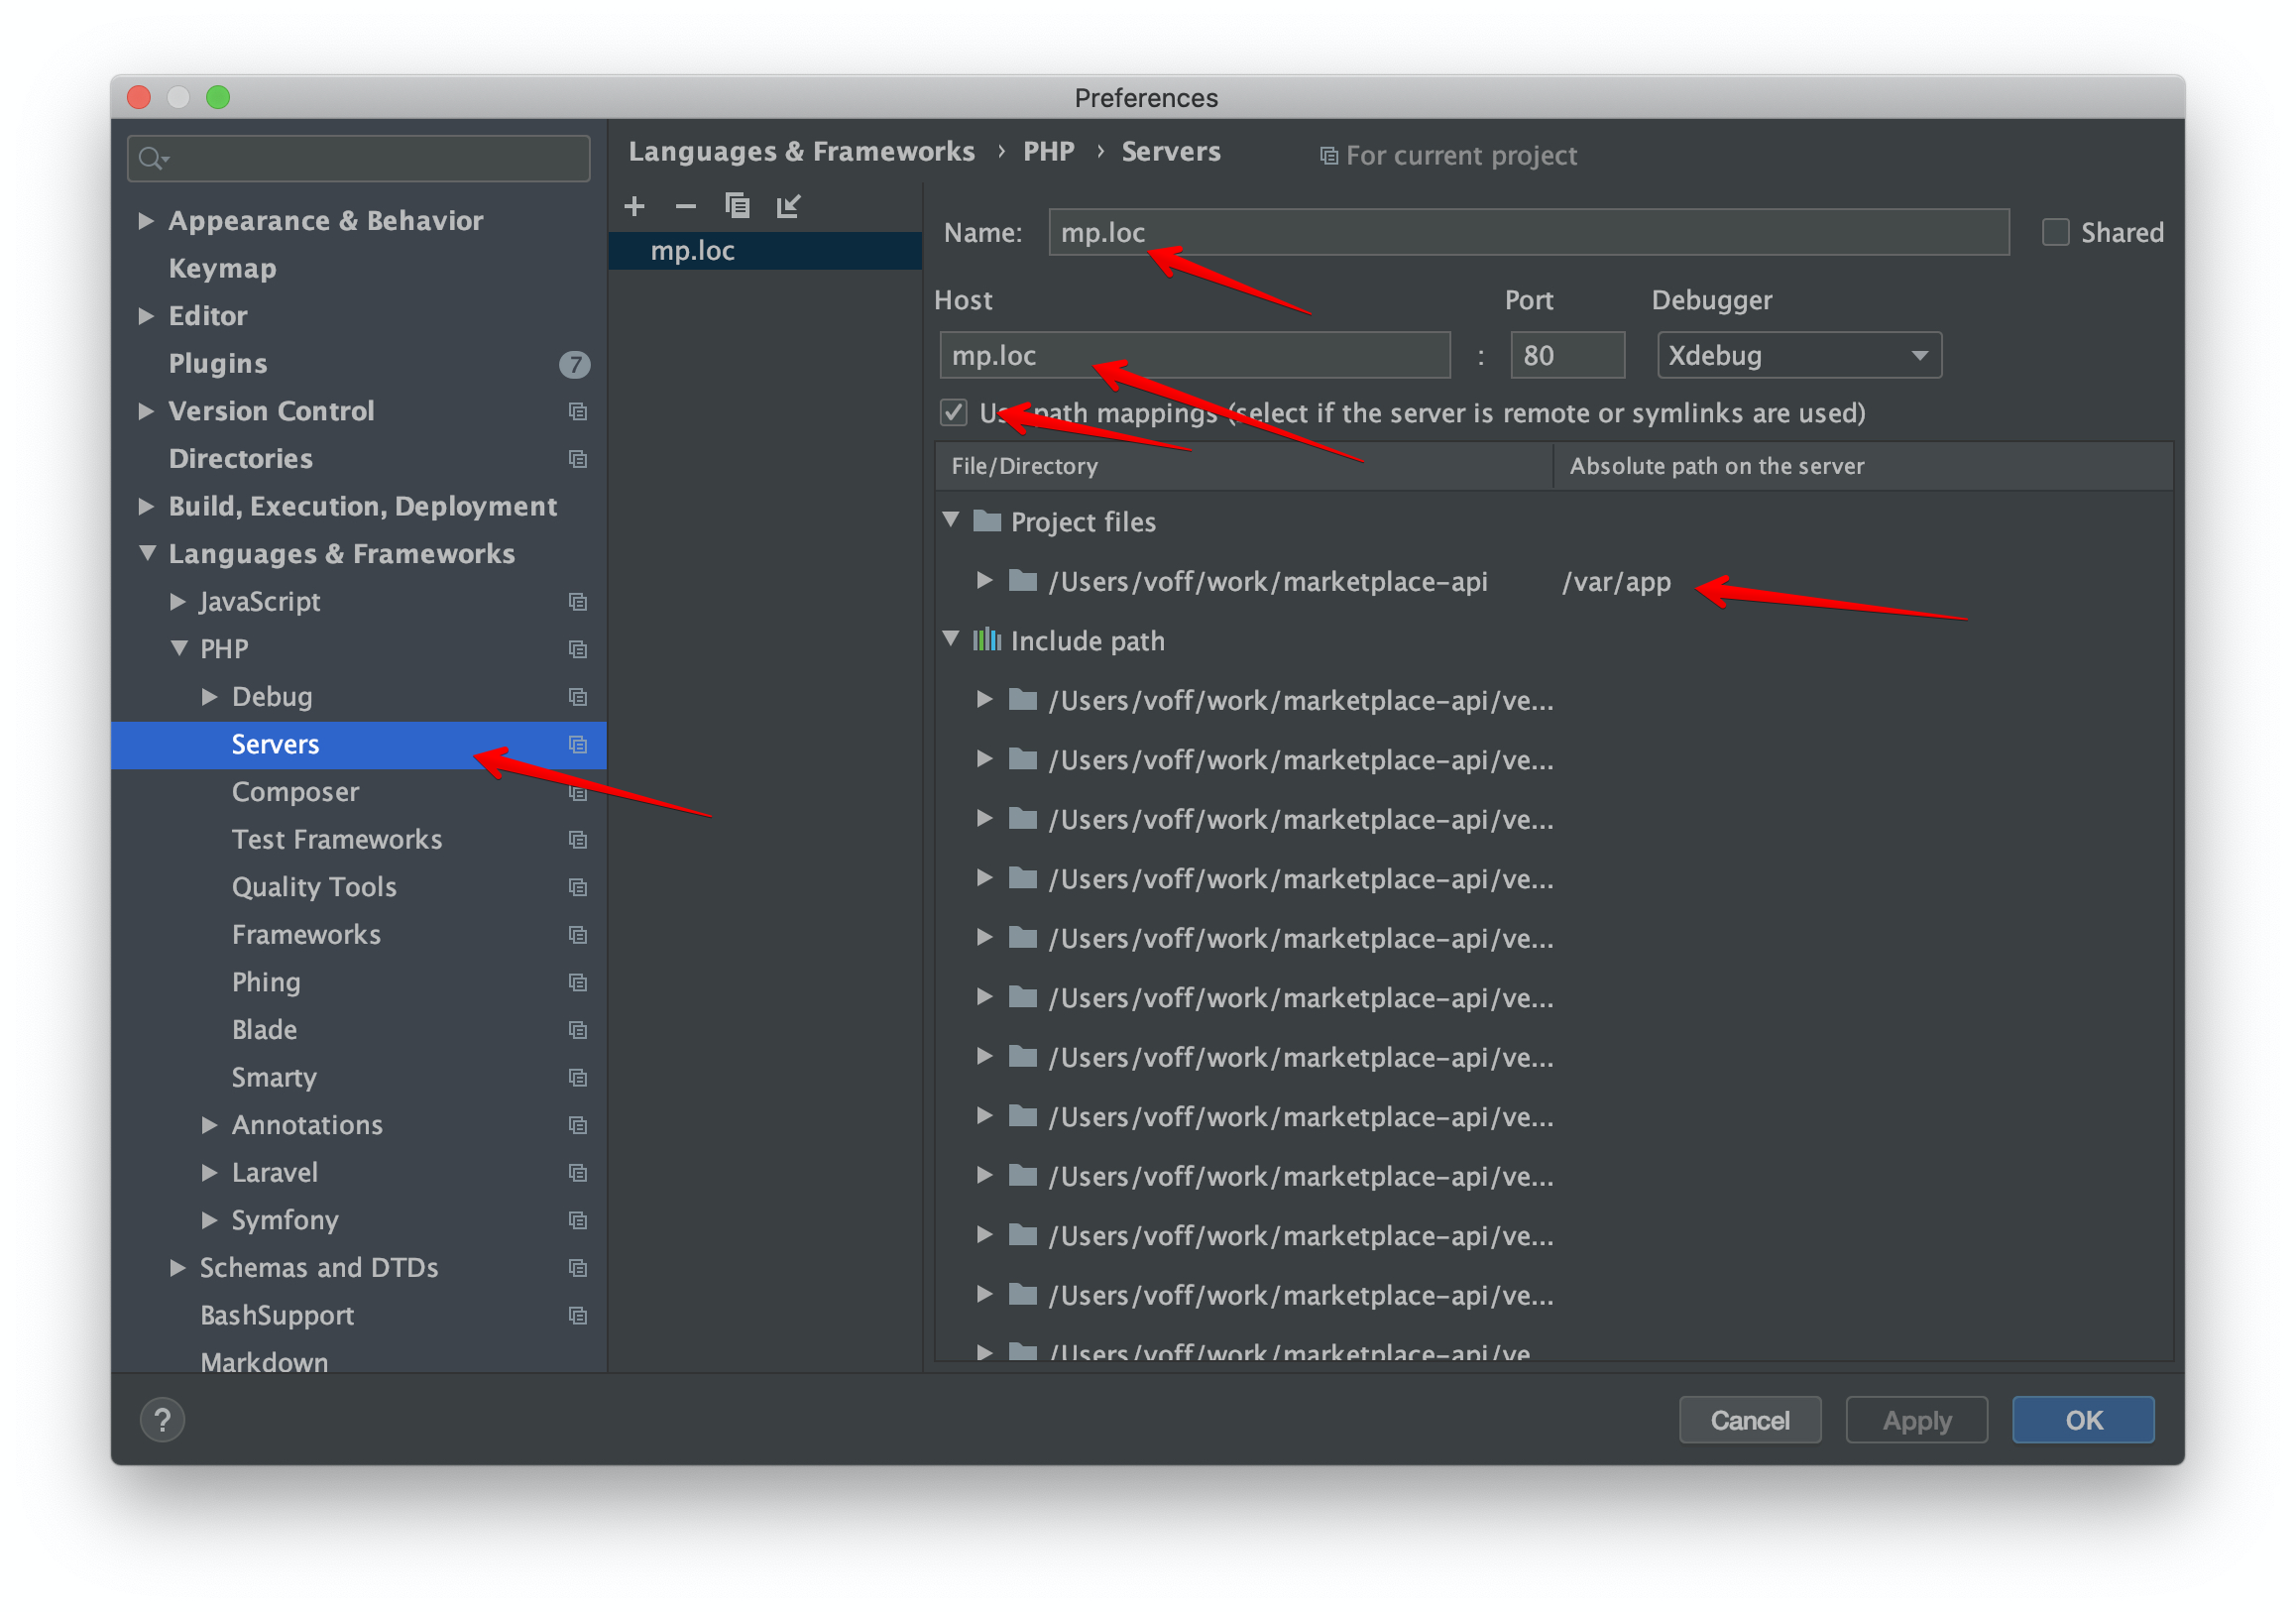 Preferences
Appearance & Behavior
Keymap
Editor
Plugins 7
Version Control
Directories
Build, Execution, Deployment
Languages & Frameworks
JavaScript
PHP
Debug
Servers
Composer
Test Frameworks
Quality Tools
Frameworks
Phing
Blade
Smarty
Annotations
Laravel
Symfony
Schemas and DTDs
BashSupport
Markdown
Languages & Frameworks › PHP › Servers For current project
mp.loc
Name: mp.loc Shared
Host Port Debugger
mp.loc : 80 Xdebug
Use path mappings (select if the server is remote or symlinks are used)
File/Directory Absolute path on the server
Project files
/Users/voff/work/marketplace-api /var/app
Include path
/Users/voff/work/marketplace-api/ve...
/Users/voff/work/marketplace-api/ve...
/Users/voff/work/marketplace-api/ve...
/Users/voff/work/marketplace-api/ve...
/Users/voff/work/marketplace-api/ve...
/Users/voff/work/marketplace-api/ve...
/Users/voff/work/marketplace-api/ve...
/Users/voff/work/marketplace-api/ve...
/Users/voff/work/marketplace-api/ve...
/Users/voff/work/marketplace-api/ve...
/Users/voff/work/marketplace-api/ve...
/Users/voff/work/marketplace-api/ve
? Cancel Apply OK